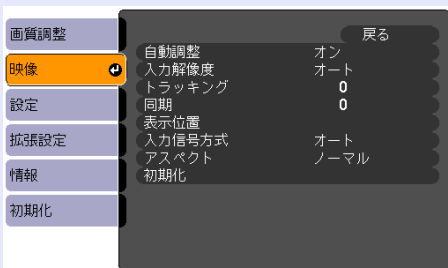 画質調整
映像
設定
拡張設定
情報
初期化
戻る
自動調整 オン
入力解像度 オート
トラッキング 0
同期 0
表示位置
入力信号方式 オート
アスペクト ノーマル
初期化